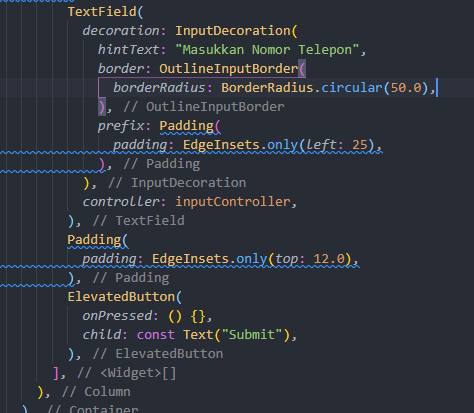 TextField(
decoration: InputDecoration(
hintText: "Masukkan Nomor Telepon",
border: OutlineInputBorder(
borderRadius: BorderRadius.circular(50.0),
), // OutlineInputBorder
prefix: Padding(
padding: EdgeInsets.only(left: 25),
), // Padding
), // InputDecoration
controller: inputController,
), // TextField
Padding(
padding: EdgeInsets.only(top: 12.0),
), // Padding
ElevatedButton(
onPressed: () {},
child: const Text("Submit"),
), // ElevatedButton
], // <Widget>[]
), // Column
), // Container